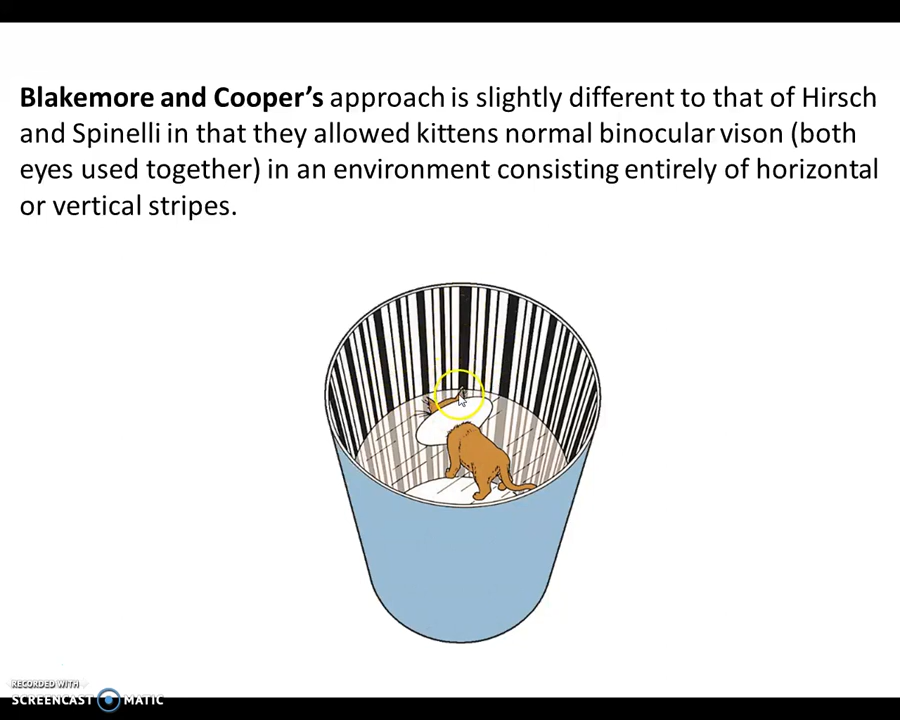 Blakemore and Cooper's approach is slightly different to that of Hirsch
and Spinelli in that they allowed kittens normal binocular vison (both
eyes used together) in an environment consisting entirely of horizontal
or vertical stripes.
RECORDED WITH
SCREENCAST MATIC